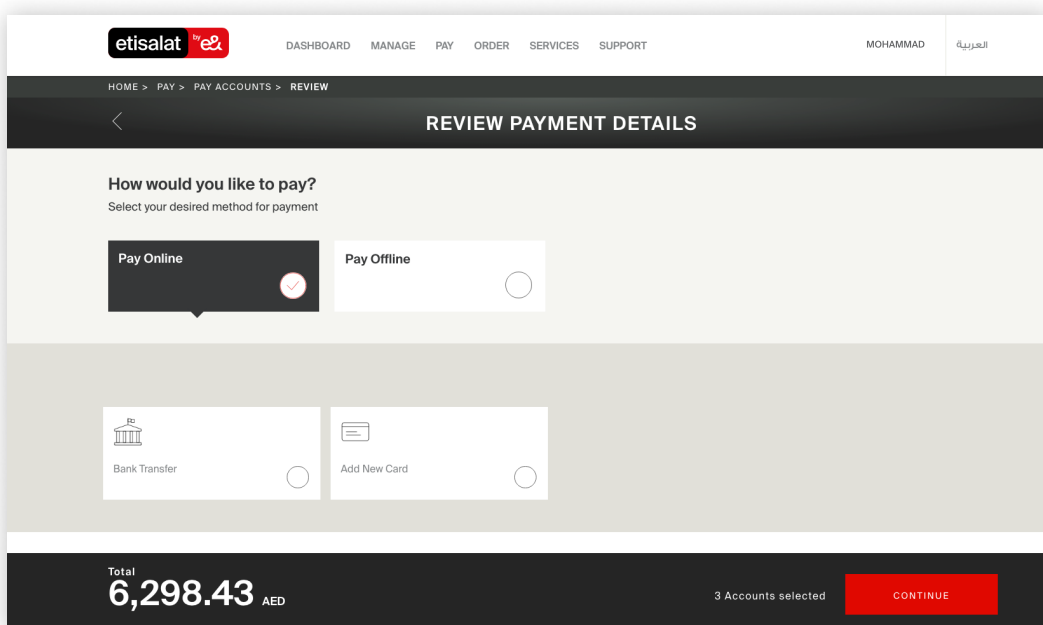 etisalat by e&
DASHBOARD MANAGE PAY ORDER SERVICES SUPPORT
MOHAMMAD
العربية
HOME > PAY > PAY ACCOUNTS > REVIEW
REVIEW PAYMENT DETAILS
How would you like to pay?
Select your desired method for payment
Pay Online
Pay Offline
Bank Transfer
Add New Card
Total
6,298.43 AED
3 Accounts selected
CONTINUE